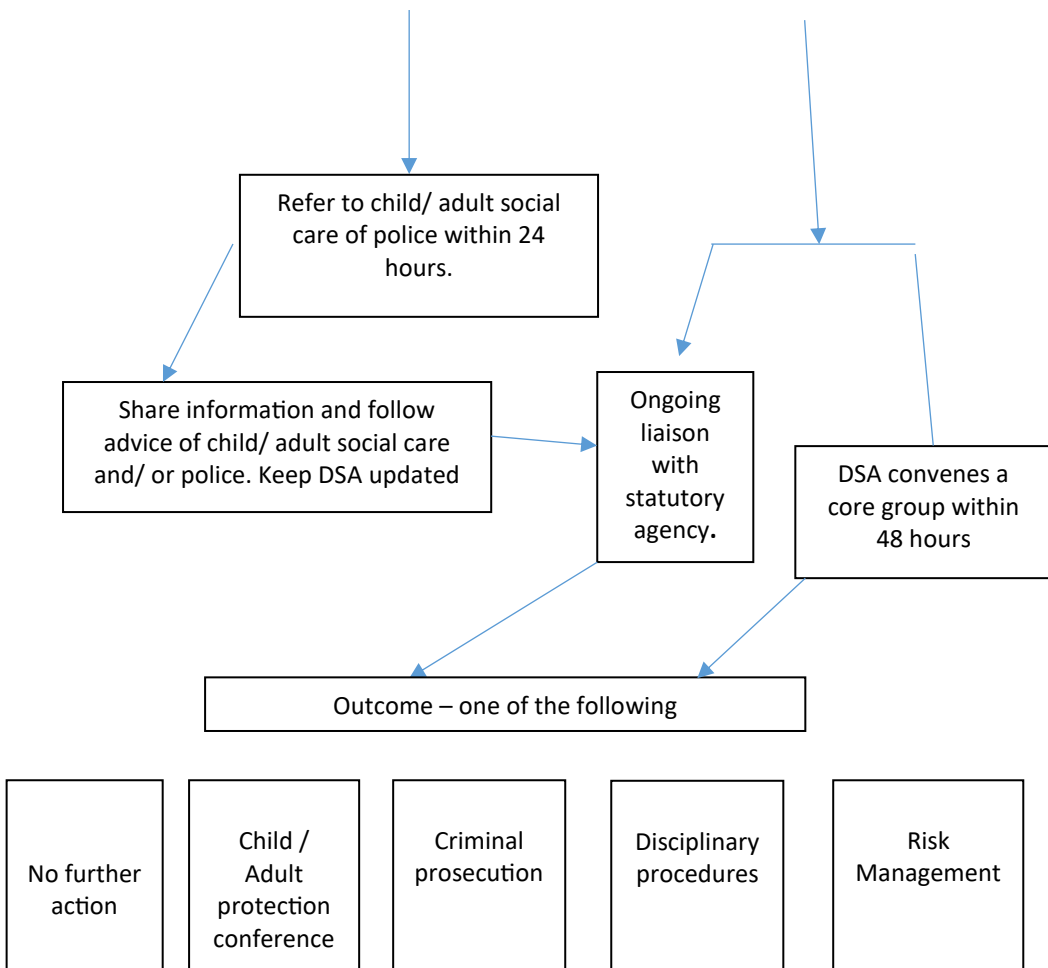 Refer to child/ adult social
care of police within 24
hours.
Share information and follow
advice of child/ adult social care
and/ or police. Keep DSA updated
Ongoing
liaison
with
statutory
agency.
DSA convenes a
core group within
48 hours
Outcome – one of the following
No further
action
Child /
Adult
protection
conference
Criminal
prosecution
Disciplinary
procedures
Risk
Management